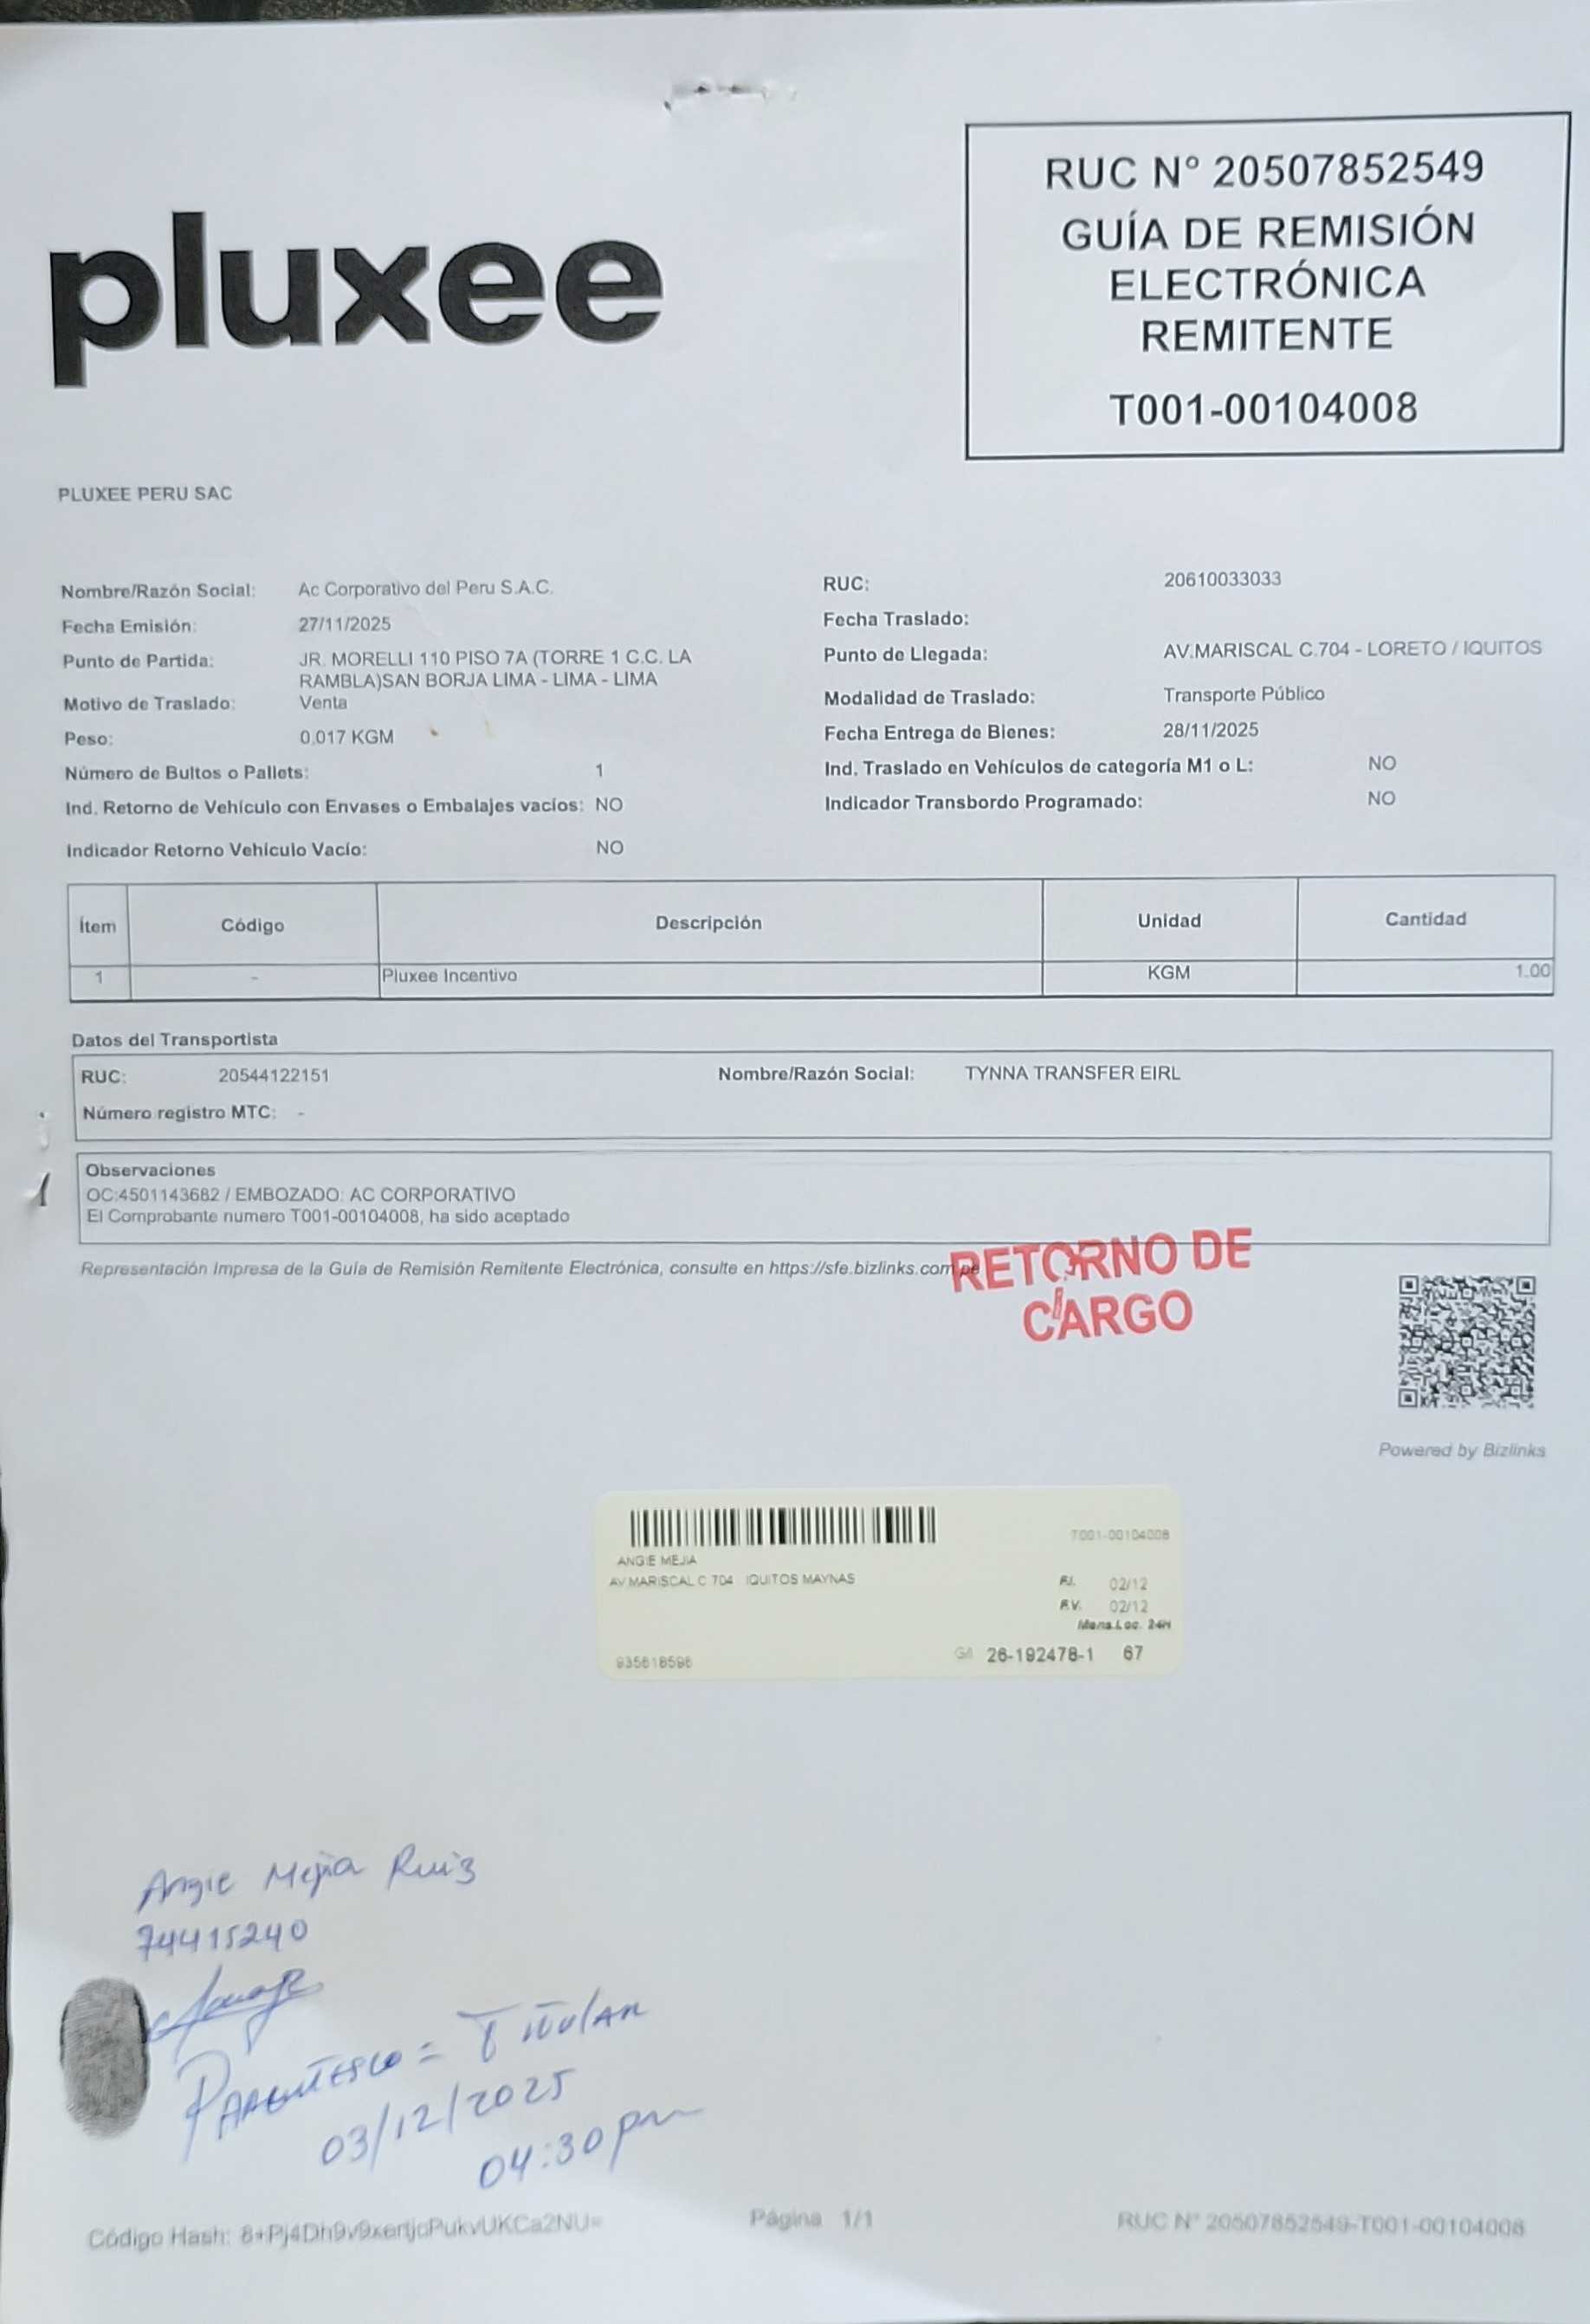 pluxee
RUC N° 20507852549
GUÍA DE REMISIÓN
ELECTRÓNICA
REMITENTE
T001-00104008
PLUXEE PERU SAC
Nombre/Razón Social: Ac Corporativo del Peru S.A.C.
Fecha Emisión: 27/11/2025
Punto de Partida: JR. MORELLI 110 PISO 7A (TORRE 1 C.C. LA
RAMBLA)SAN BORJA LIMA - LIMA - LIMA
Motivo de Traslado: Venta
Peso: 0.017 KGM
Número de Bultos o Pallets: 1
Ind. Retorno de Vehículo con Envases o Embalajes vacíos: NO
Indicador Retorno Vehículo Vacío: NO
RUC: 20610033033
Fecha Traslado:
Punto de Llegada: AV.MARISCAL C.704 - LORETO / IQUITOS
Modalidad de Traslado: Transporte Público
Fecha Entrega de Bienes: 28/11/2025
Ind. Traslado en Vehículos de categoría M1 o L: NO
Indicador Transbordo Programado: NO
Ítem Código Descripción Unidad Cantidad
1 - Pluxee Incentivo KGM 1.00
Datos del Transportista
RUC: 20544122151 Nombre/Razón Social: TYNNA TRANSFER EIRL
Número registro MTC: -
Observaciones
OC:4501143682 / EMBOZADO: AC CORPORATIVO
El Comprobante numero T001-00104008, ha sido aceptado
Representación Impresa de la Guía de Remisión Remitente Electrónica, consulte en https://sfe.bizlinks.com.pe
RETORNO DE
CARGO
Powered by Bizlinks
T001-00104008
ANGIE MEJIA
AV.MARISCAL C 704 IQUITOS MAYNAS
F.I. 02/12
F.V. 02/12
Mens.Loc. 24H
935618596
G/I 26-192478-1 67
Angie Mejia Ruiz
74415240
Parentesco = Titular
03/12/2025
04:30 pm
Código Hash: 8+Pj4Dh9v9xertjcPukvUKCa2NU=
Página 1/1
RUC N° 20507852549-T001-00104008